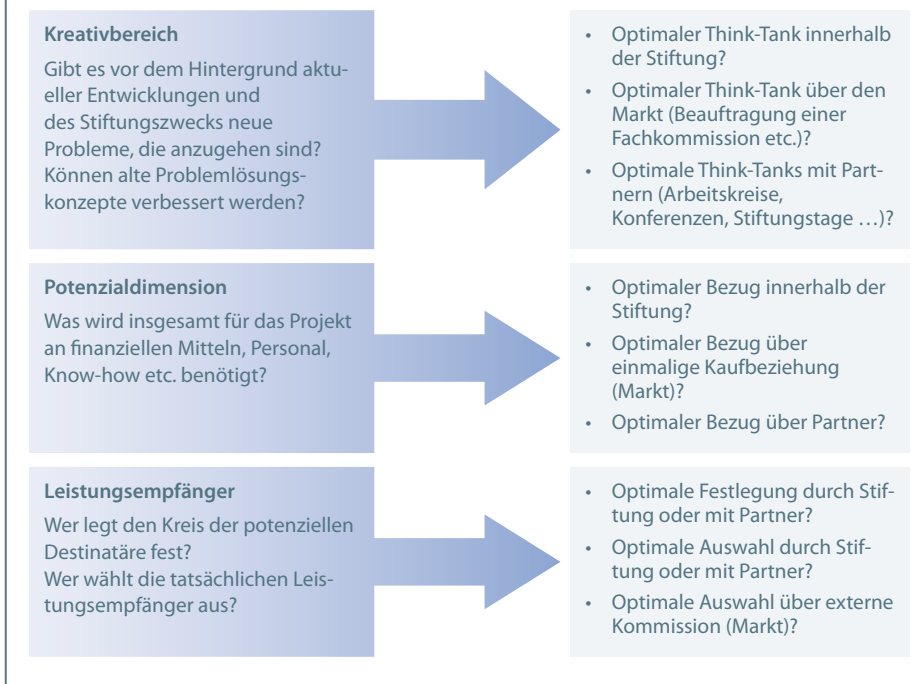 Kreativbereich
Gibt es vor dem Hintergrund aktu-
eller Entwicklungen und
des Stiftungszwecks neue
Probleme, die anzugehen sind?
Können alte Problemlösungs-
konzepte verbessert werden?
• Optimaler Think-Tank innerhalb
der Stiftung?
• Optimaler Think-Tank über den
Markt (Beauftragung einer
Fachkommission etc.)?
• Optimale Think-Tanks mit Part-
nern (Arbeitskreise,
Konferenzen, Stiftungstage …)?
Potenzialdimension
Was wird insgesamt für das Projekt
an finanziellen Mitteln, Personal,
Know-how etc. benötigt?
• Optimaler Bezug innerhalb der
Stiftung?
• Optimaler Bezug über
einmalige Kaufbeziehung
(Markt)?
• Optimaler Bezug über Partner?
Leistungsempfänger
Wer legt den Kreis der potenziellen
Destinatäre fest?
Wer wählt die tatsächlichen Leis-
tungsempfänger aus?
• Optimale Festlegung durch Stif-
tung oder mit Partner?
• Optimale Auswahl durch Stif-
tung oder mit Partner?
• Optimale Auswahl über externe
Kommission (Markt)?